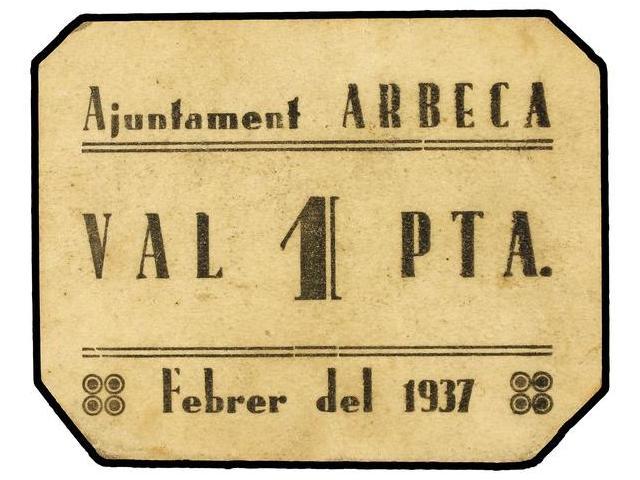 Ajuntament ARBECA
VAL 1 PTA.
Febrer del 1937